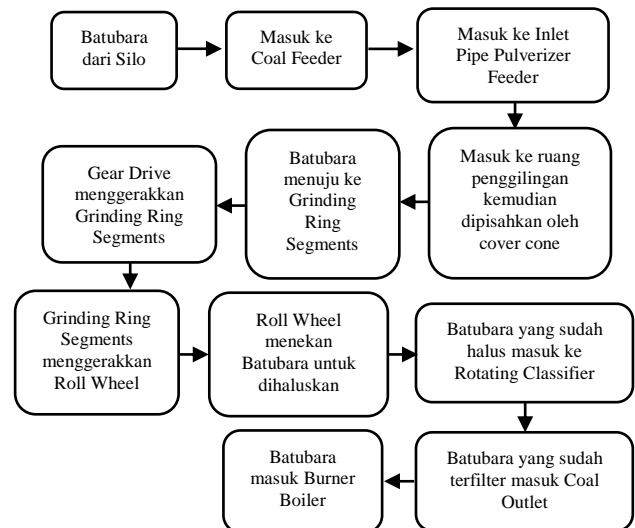 Batubara
dari Silo
Masuk ke
Coal Feeder
Masuk ke Inlet
Pipe Pulverizer
Feeder
Masuk ke ruang
penggilingan
kemudian
dipisahkan oleh
cover cone
Batubara
menuju ke
Grinding
Ring
Segments
Gear Drive
menggerakkan
Grinding Ring
Segments
Grinding Ring
Segments
menggerakkan
Roll Wheel
Roll Wheel
menekan
Batubara untuk
dihaluskan
Batubara yang sudah
halus masuk ke
Rotating Classifier
Batubara yang sudah
terfilter masuk Coal
Outlet
Batubara
masuk Burner
Boiler